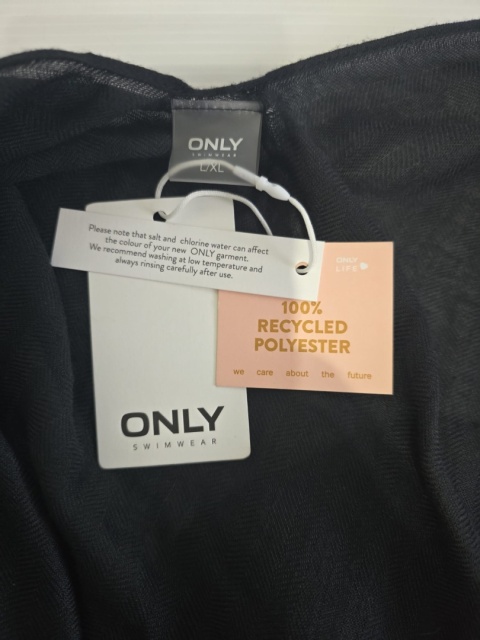 ONLY
SWIMWEAR
L/XL
Please note that salt and chlorine water can affect
the colour of your new ONLY garment.
We recommend washing at low temperature and
always rinsing carefully after use.
ONLY
LIFE
100%
RECYCLED
POLYESTER
we care about the future
ONLY
SWIMWEAR